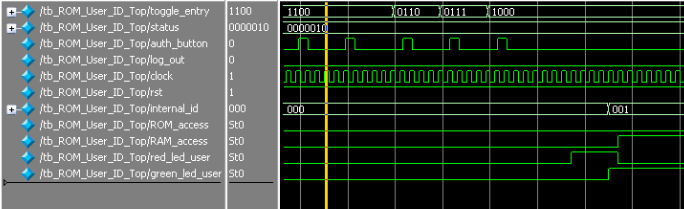 /tb_ROM_User_ID_Top/toggle_entry 1100 1100 0110 0111 1000
/tb_ROM_User_ID_Top/status 0000010 0000010
/tb_ROM_User_ID_Top/auth_button 0
/tb_ROM_User_ID_Top/log_out 0
/tb_ROM_User_ID_Top/clock 1
/tb_ROM_User_ID_Top/rst 1
/tb_ROM_User_ID_Top/internal_id 000 000 001
/tb_ROM_User_ID_Top/ROM_access St0
/tb_ROM_User_ID_Top/RAM_access St0
/tb_ROM_User_ID_Top/red_led_user St0
/tb_ROM_User_ID_Top/green_led_user St0